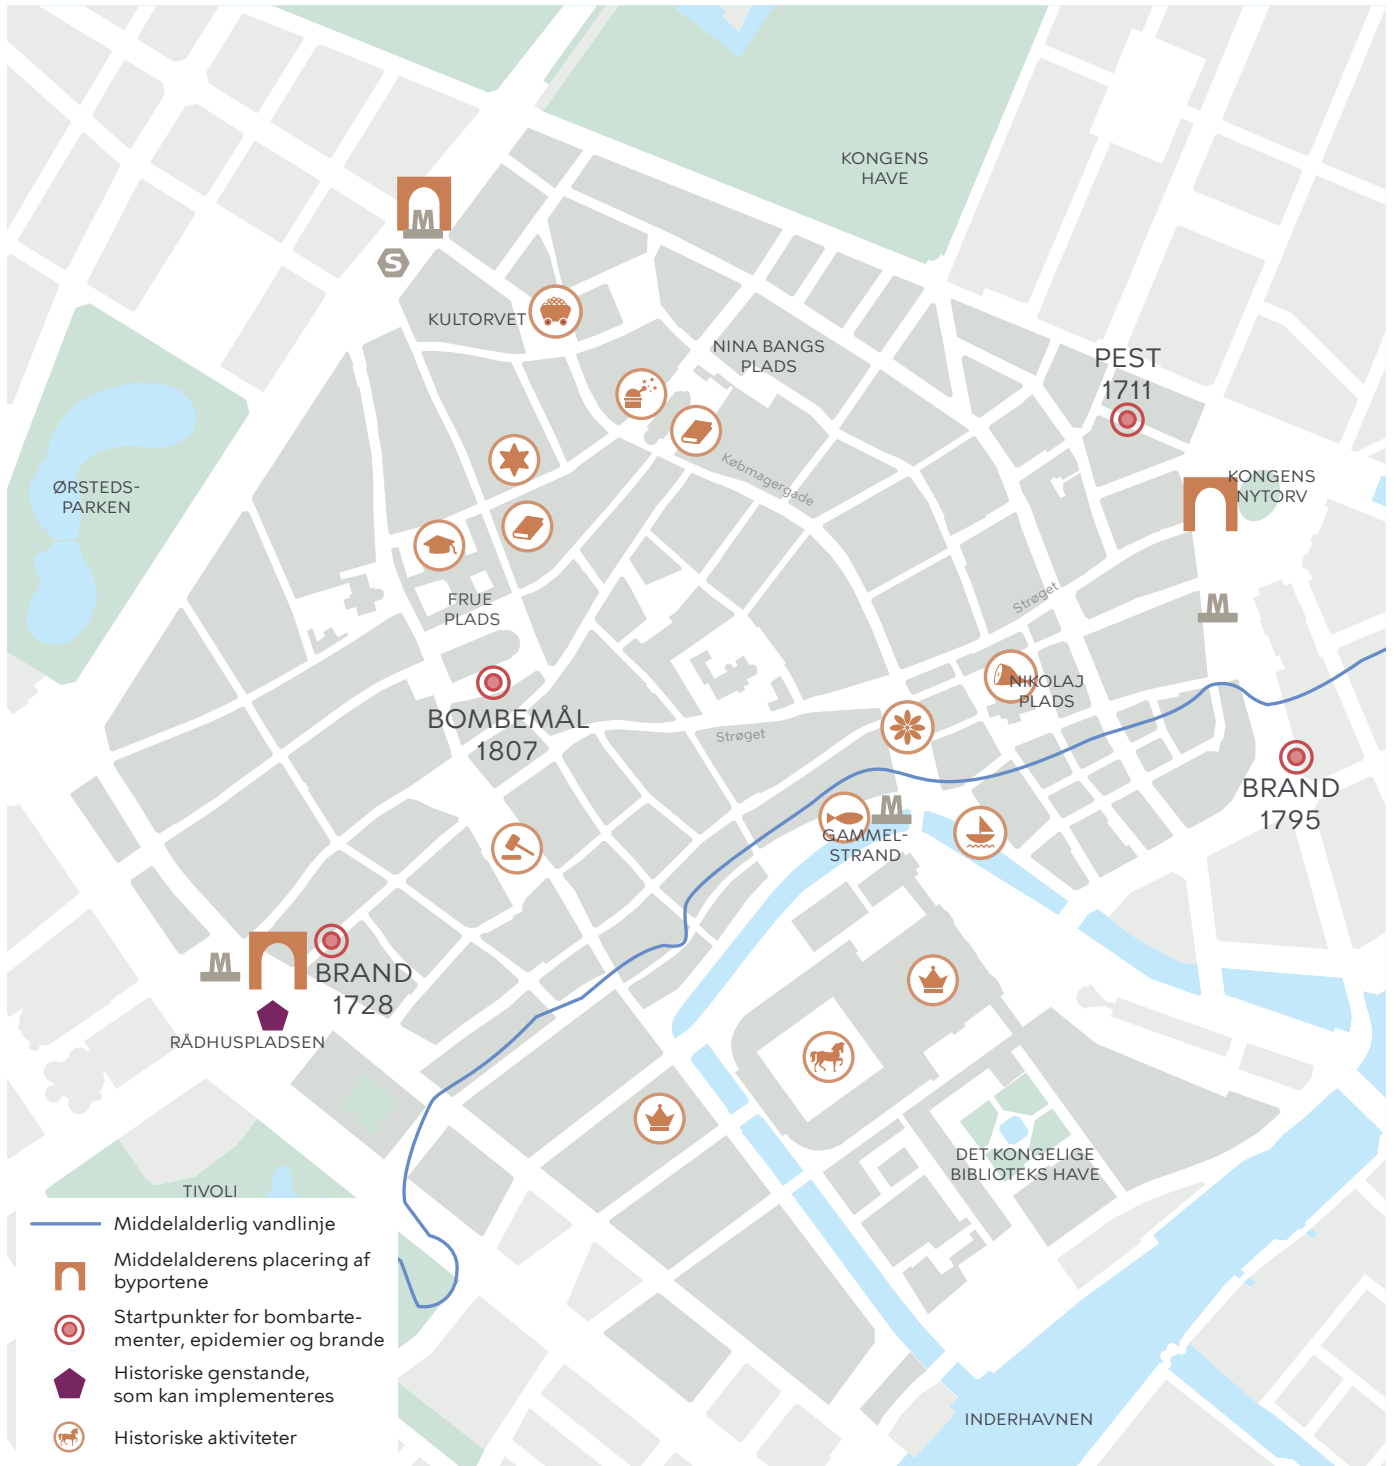 KONGENS
HAVE
M
S
KULTORVET
NINA BANGS
PLADS
PEST
1711
Købmagergade
ØRSTEDS-
PARKEN
KONGENS
NYTORV
FRUE
PLADS
Strøget
M
NIKOLAJ
PLADS
BOMBEMÅL
1807
Strøget
BRAND
1795
M
GAMMEL-
STRAND
M
BRAND
1728
RÅDHUSPLADSEN
DET KONGELIGE
BIBLIOTEKS HAVE
TIVOLI
Middelalderlig vandlinje
Middelalderens placering af
byportene
Startpunkter for bombarte-
menter, epidemier og brande
Historiske genstande,
som kan implementeres
Historiske aktiviteter
INDERHAVNEN